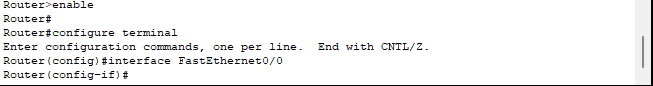 Router>enable
Router#
Router#configure terminal
Enter configuration commands, one per line.  End with CNTL/Z.
Router(config)#interface FastEthernet0/0
Router(config-if)#